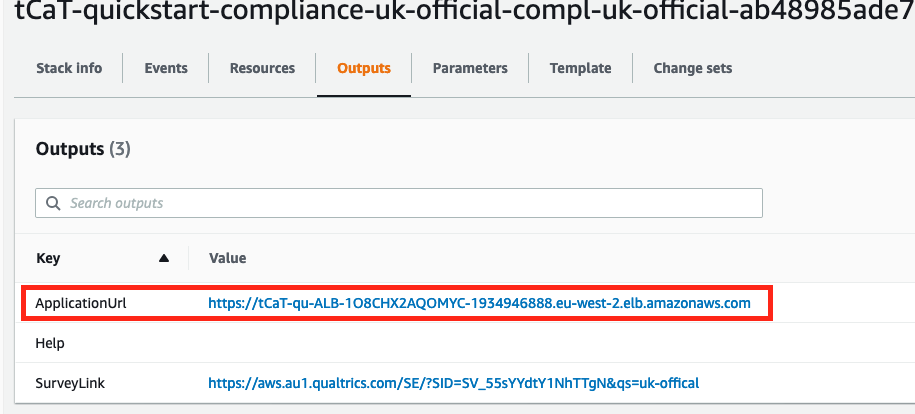 tCaT-quickstart-compliance-uk-official-compl-uk-official-ab48985ade7
Stack info Events Resources Outputs Parameters Template Change sets
Outputs (3)
Search outputs
Key Value
ApplicationUrl https://tCaT-qu-ALB-1O8CHX2AQOMYC-1934946888.eu-west-2.elb.amazonaws.com
Help
SurveyLink https://aws.au1.qualtrics.com/SE/?SID=SV_55sYYdtY1NhTTgN&qs=uk-offical